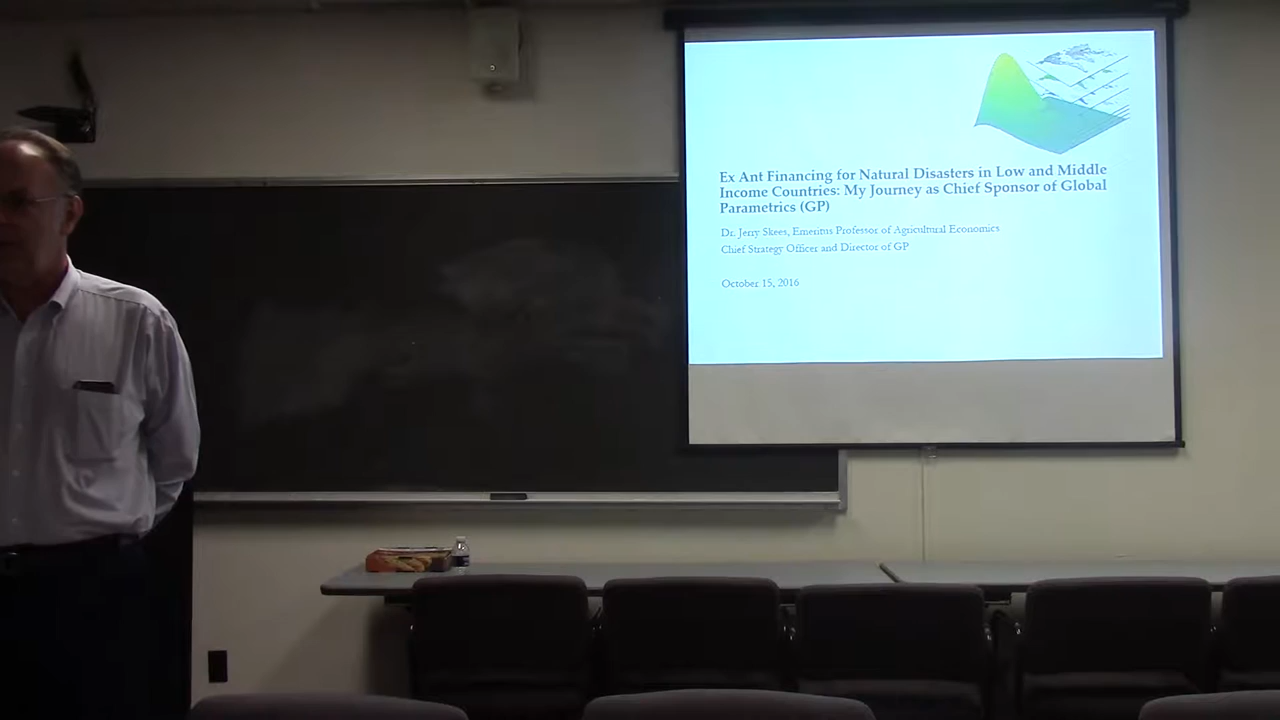 Ex Ant Financing for Natural Disasters in Low and Middle
Income Countries: My Journey as Chief Sponsor of Global
Parametrics (GP)
Dr. Jerry Skees, Emeritus Professor of Agricultural Economics
Chief Strategy Officer and Director of GP
October 15, 2016